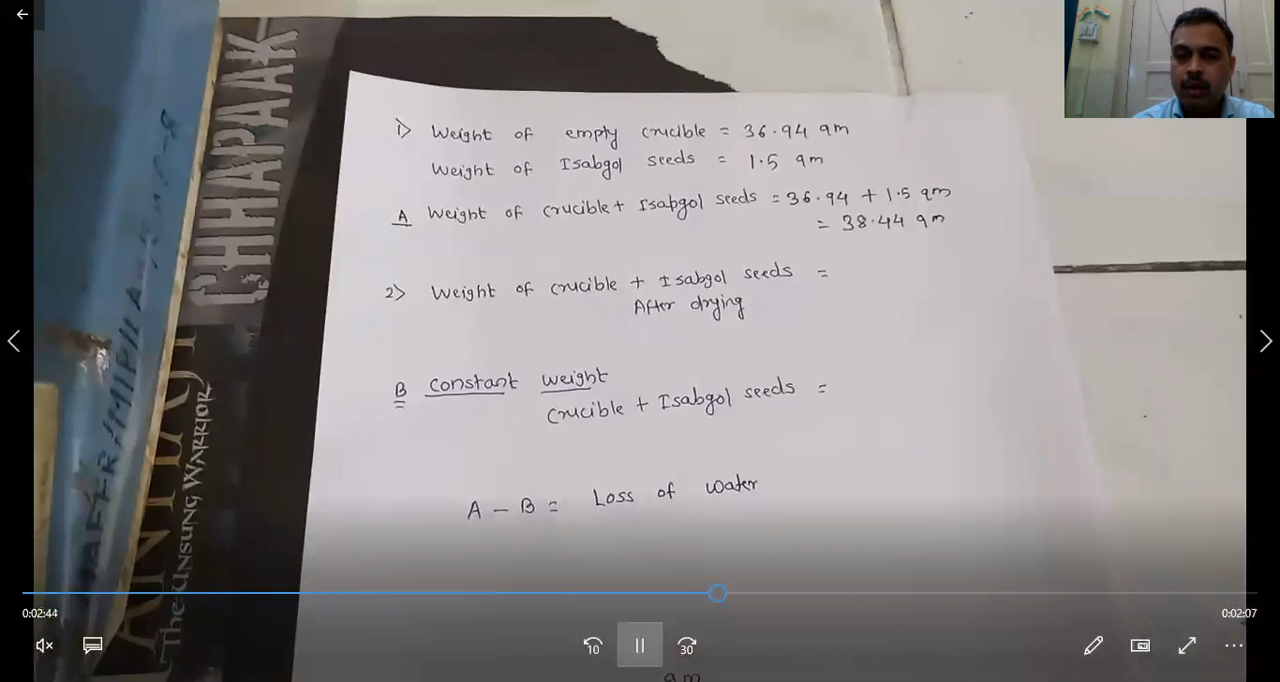 CHHAPAAK
The UNSUNG WARRIOR
1) Weight of empty crucible = 36.94 gm
Weight of Isabgol seeds = 1.5 gm
A Weight of crucible + Isabgol seeds = 36.94 + 1.5 gm
= 38.44 gm
2) Weight of crucible + Isabgol seeds =
After drying
B constant weight
crucible + Isabgol seeds =
A - B = Loss of water
gm
0:02:44
0:02:07
10
30